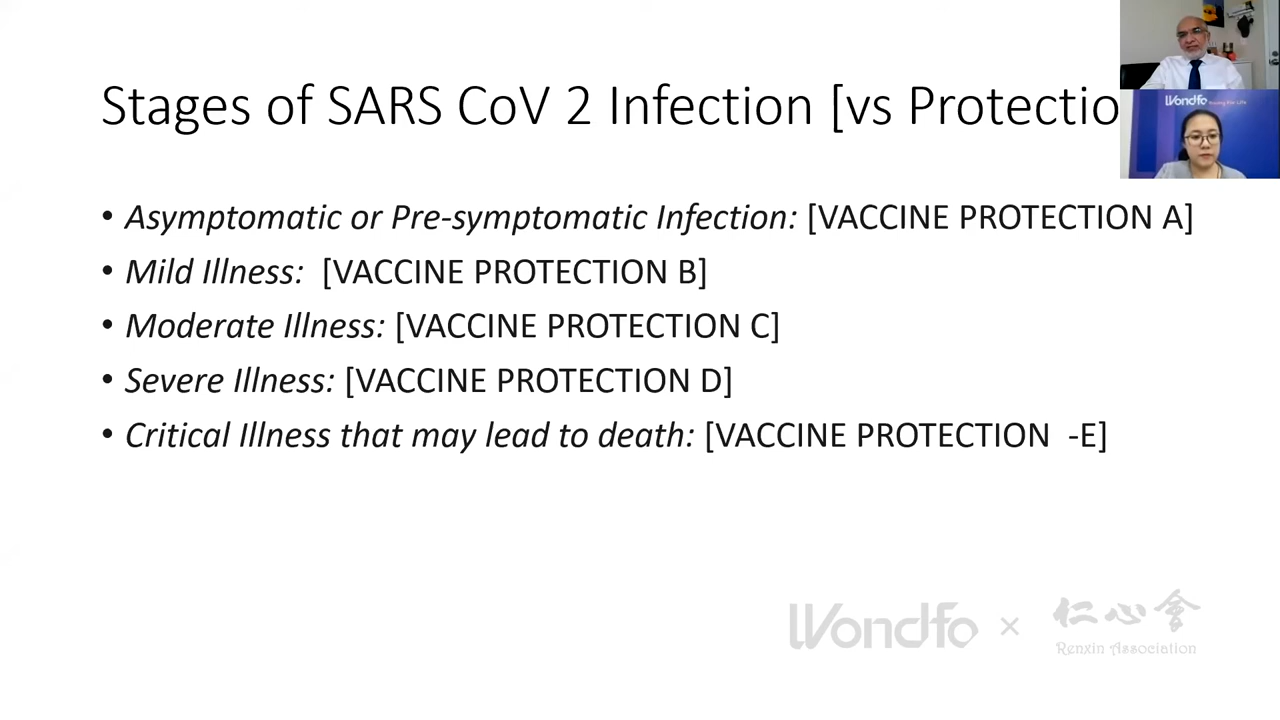 Stages of SARS CoV 2 Infection [vs Protectio
Wondfo
• Asymptomatic or Pre-symptomatic Infection: [VACCINE PROTECTION A]
• Mild Illness: [VACCINE PROTECTION B]
• Moderate Illness: [VACCINE PROTECTION C]
• Severe Illness: [VACCINE PROTECTION D]
• Critical Illness that may lead to death: [VACCINE PROTECTION -E]
Wondfo × 仁心會
Renxin Association